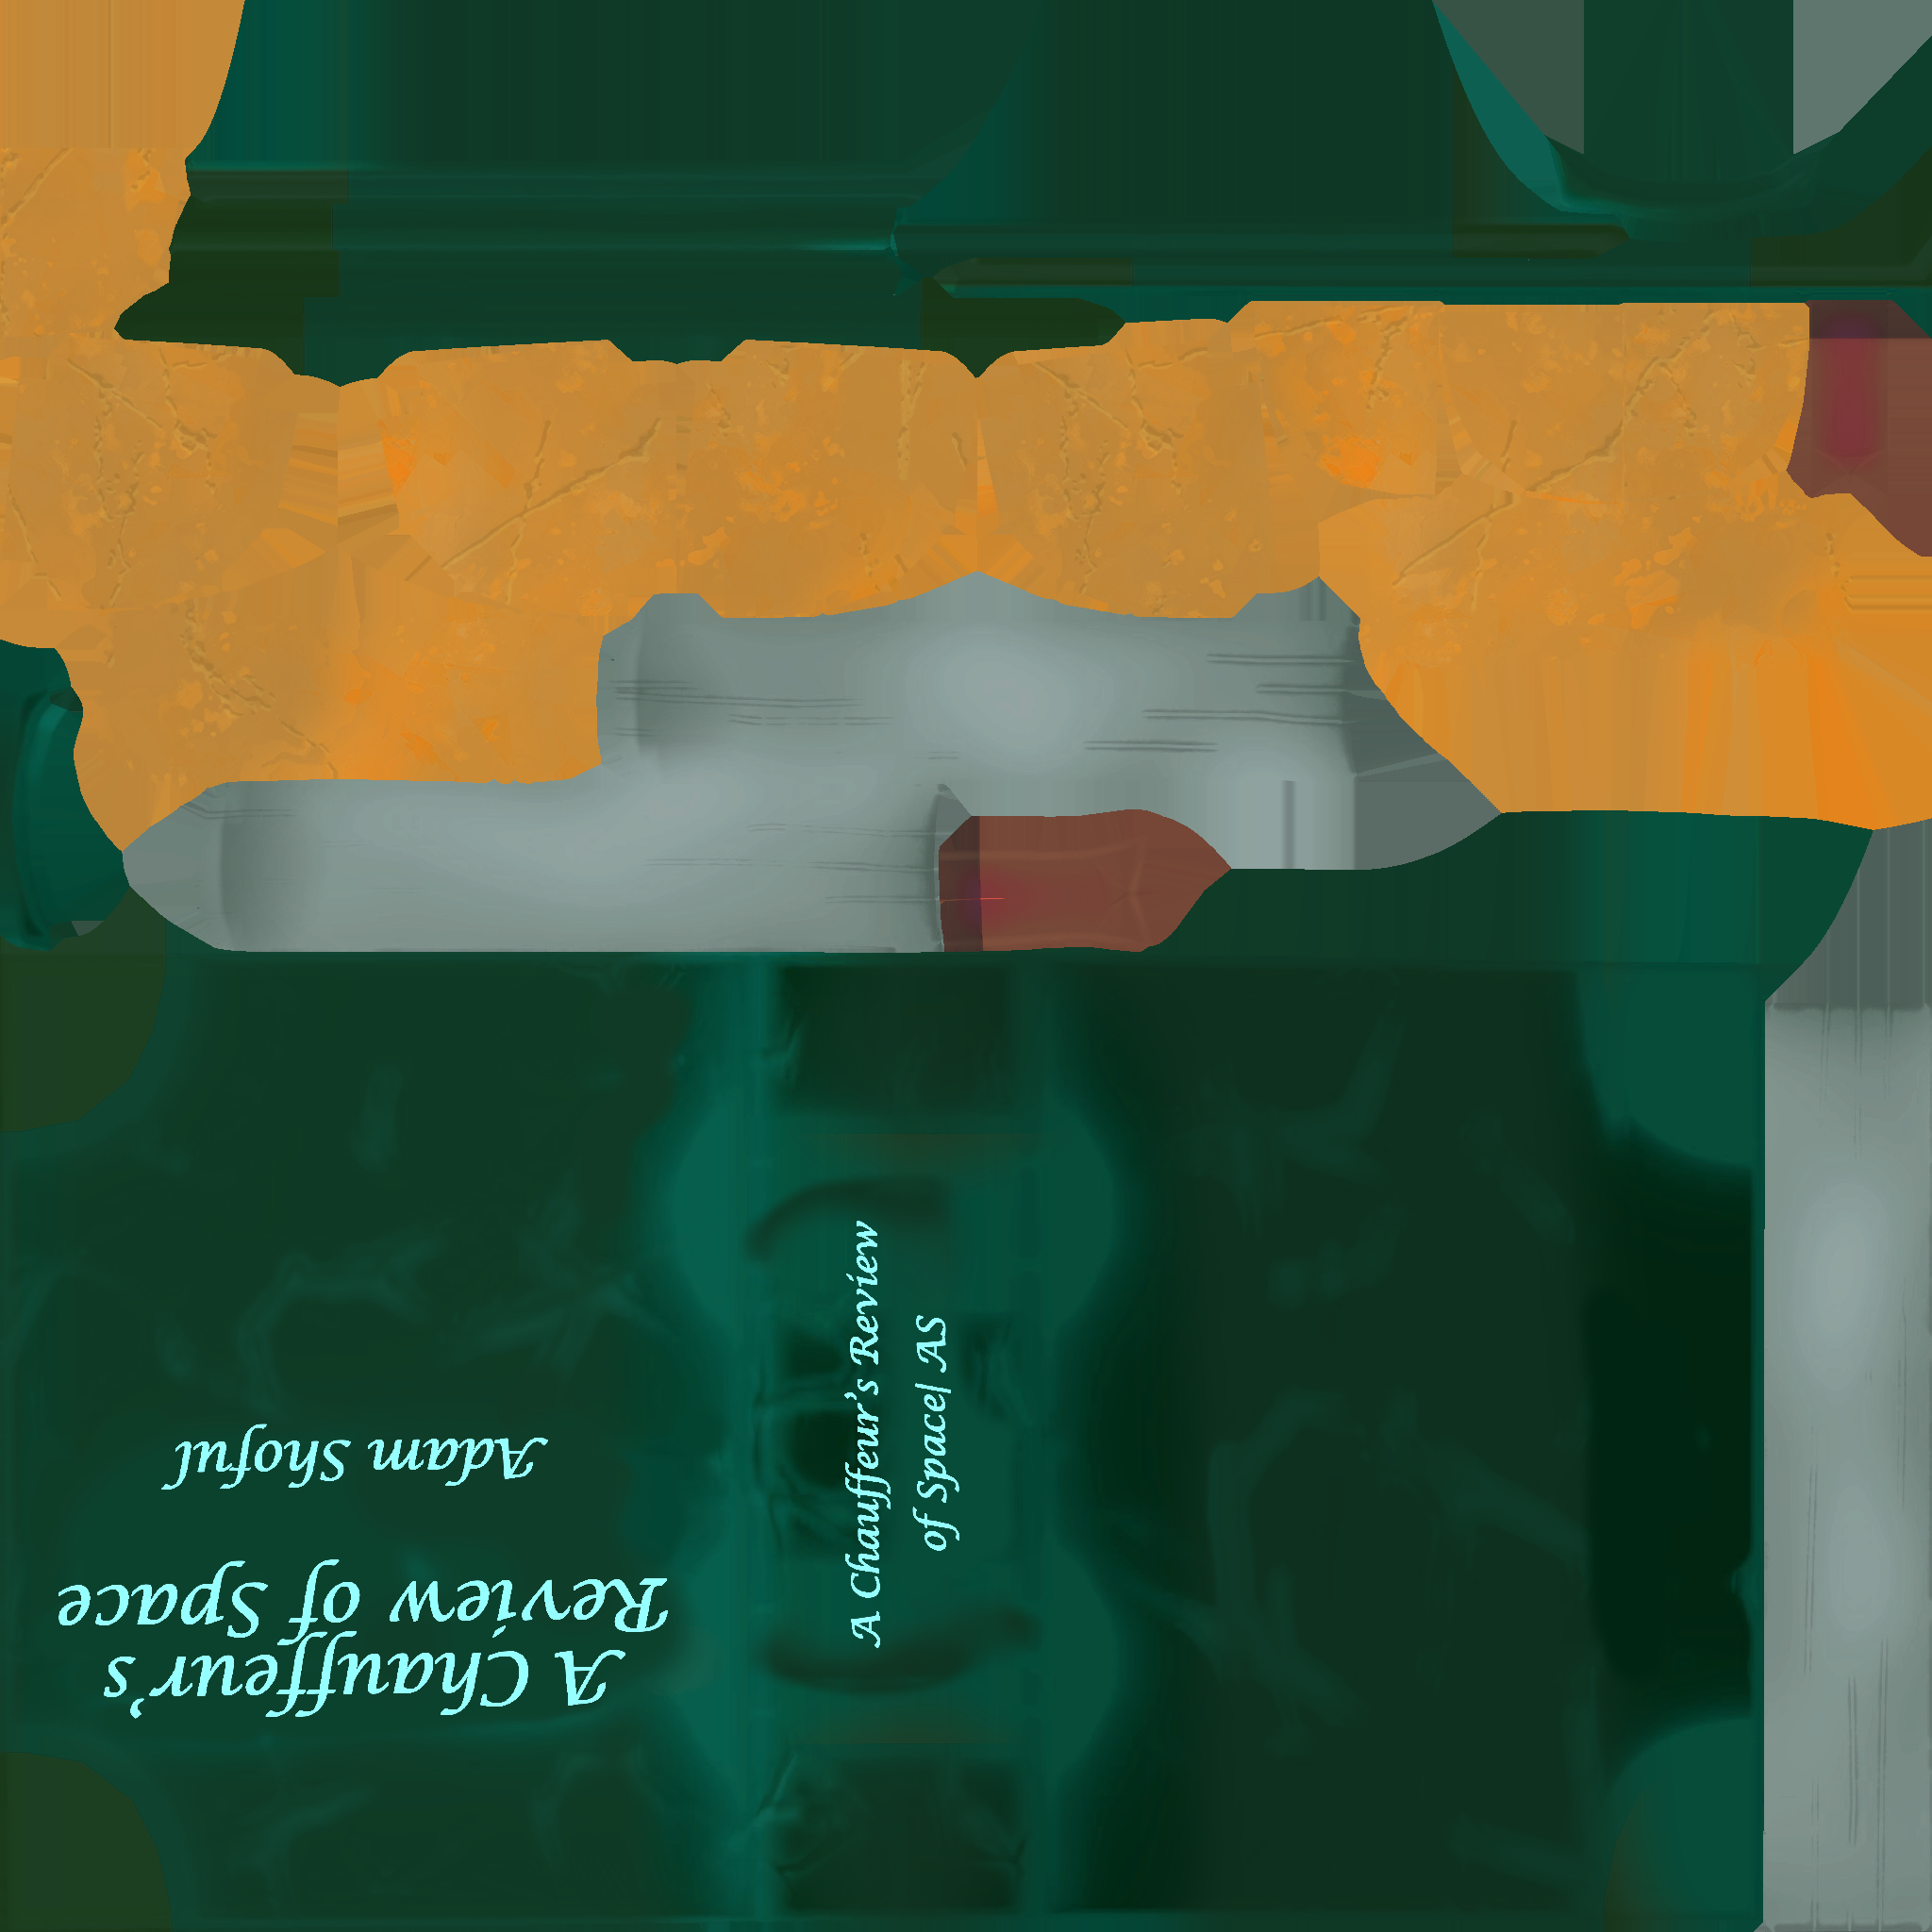 A Chauffeur's
Review of Space
Adam Shoful
A Chauffeur's Review
of Space| AS